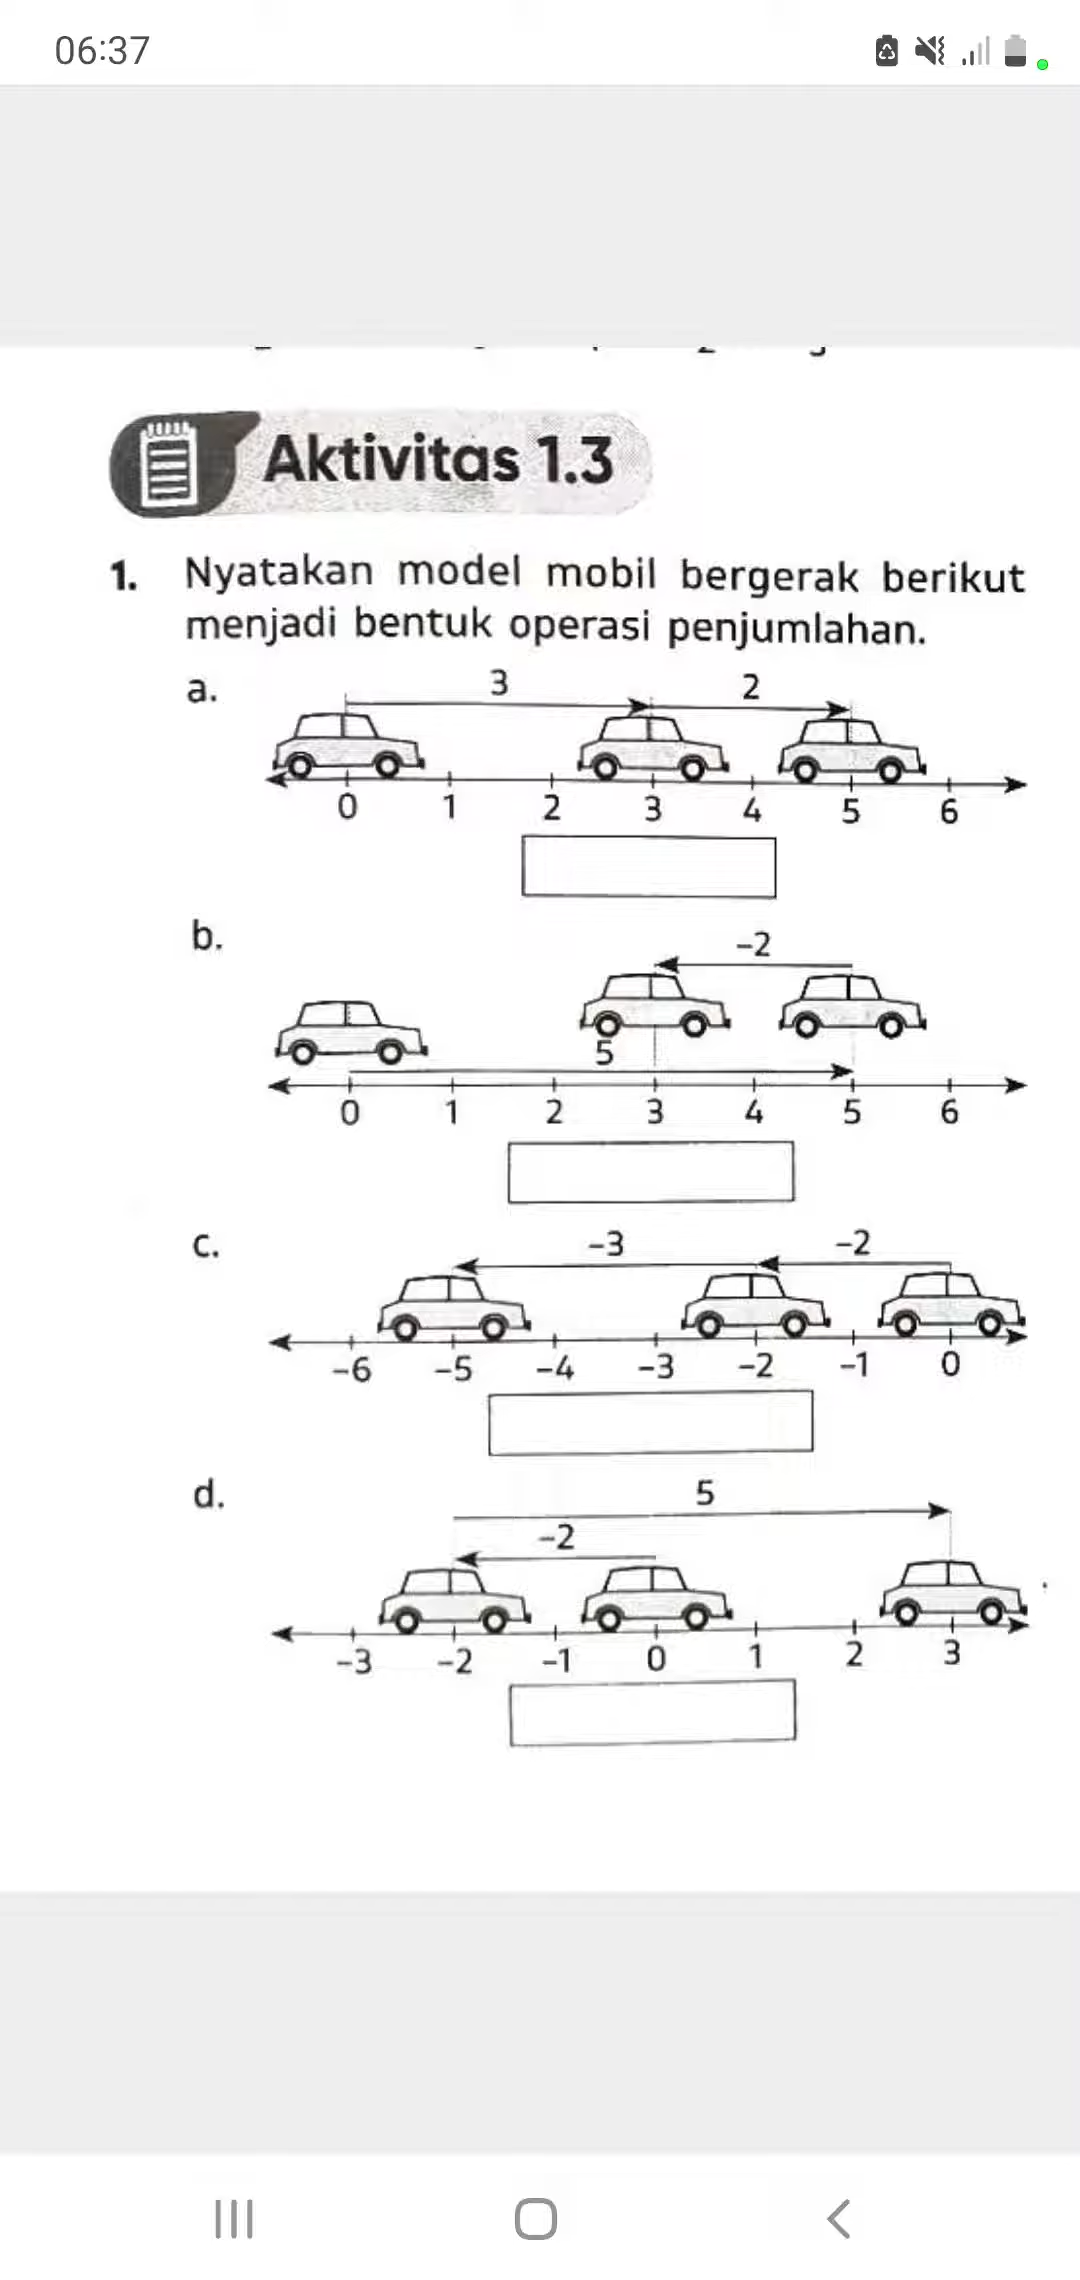 06:37
Aktivitas 1.3
1. Nyatakan model mobil bergerak berikut
menjadi bentuk operasi penjumlahan.
a.
3 2
0 1 2 3 4 5 6
b.
-2
5
0 1 2 3 4 5 6
c.
-3 -2
-6 -5 -4 -3 -2 -1 0
d.
5
-2
-3 -2 -1 0 1 2 3